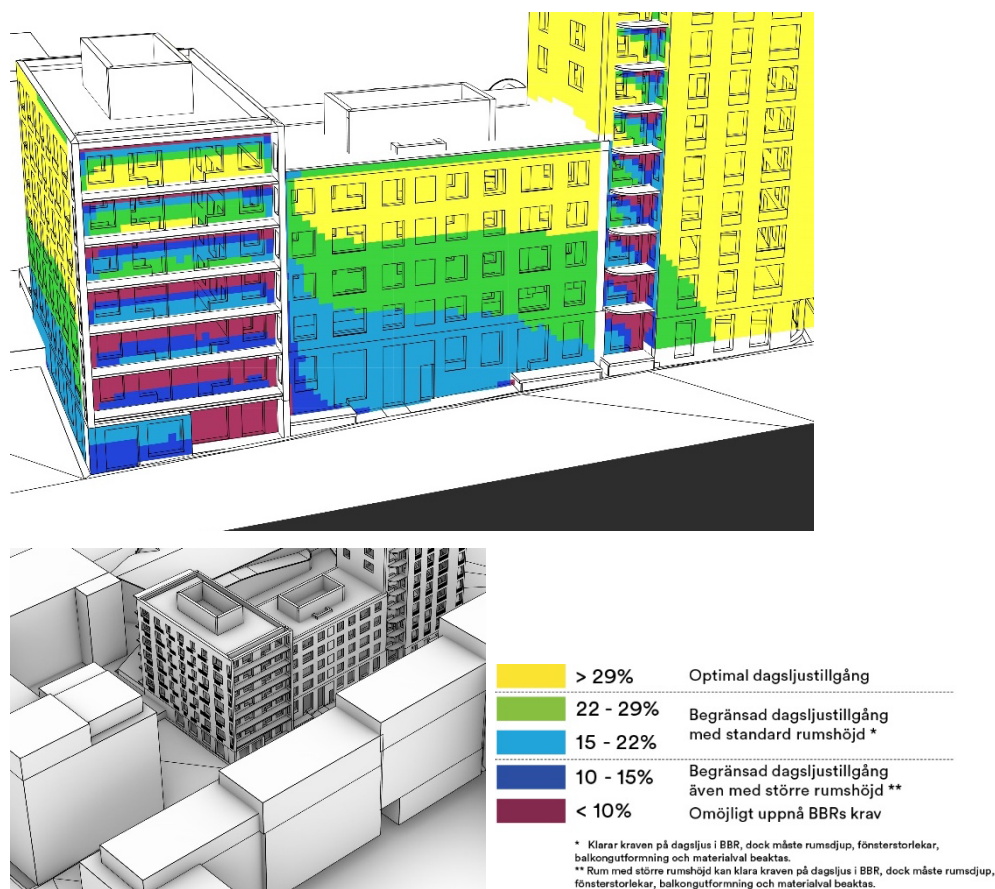 > 29% Optimal dagsljustillgång
22 - 29% Begränsad dagsljustillgång
med standard rumshöjd *
15 - 22%
10 - 15% Begränsad dagsljustillgång
även med större rumshöjd **
< 10% Omöjligt uppnå BBRs krav
* Klarar kraven på dagsljus i BBR, dock måste rumsdjup, fönsterstorlekar,
balkongutformning och materialval beaktas.
** Rum med större rumshöjd kan klara kraven på dagsljus i BBR, dock måste rumsdjup,
fönsterstorlekar, balkongutformning och materialval beaktas.